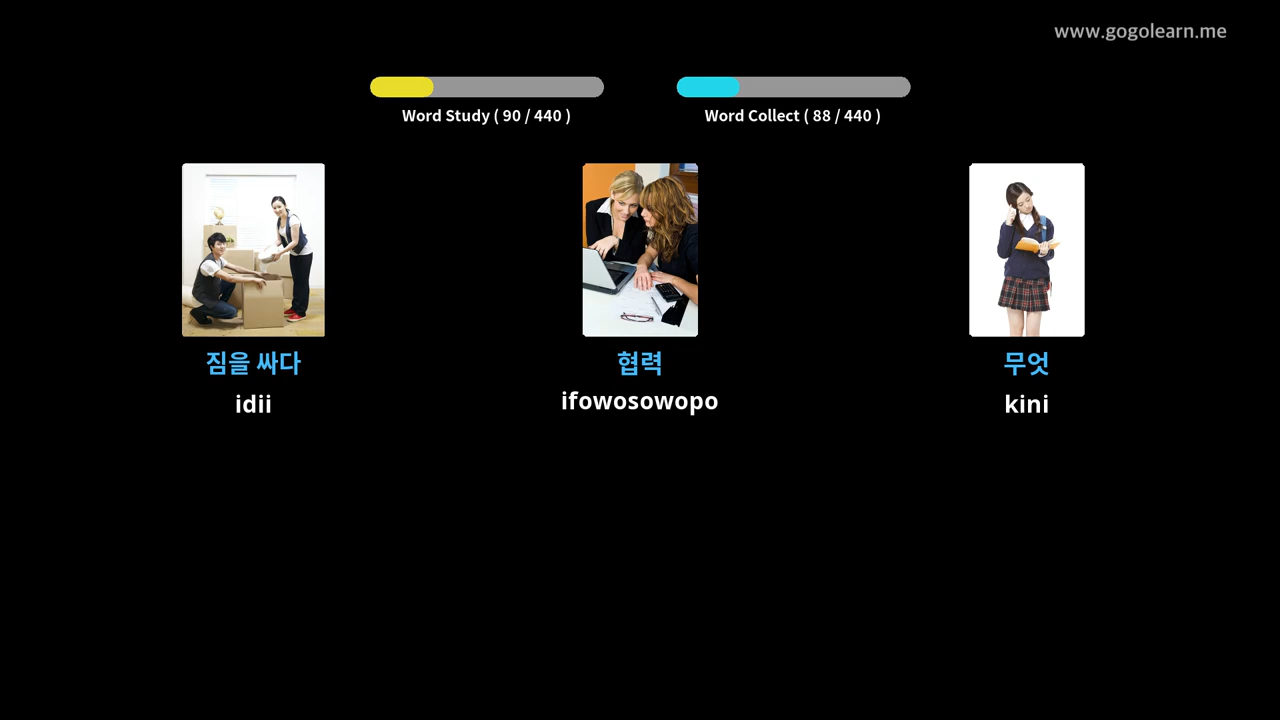 www.gogolearn.me
Word Study ( 90 / 440 )
Word Collect ( 88 / 440 )
짐을 싸다
idii
협력
ifowosowopo
무엇
kini